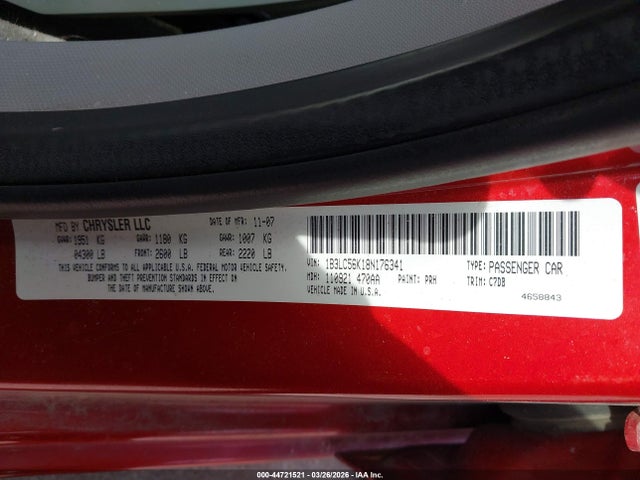 MFD BY CHRYSLER LLC DATE OF MFR: 11-07
GVWR: 1951 KG GAWR: 1180 KG GAWR: 1007 KG
04300 LB FRONT: 2600 LB REAR: 2220 LB
THIS VEHICLE CONFORMS TO ALL APPLICABLE U.S.A. FEDERAL MOTOR VEHICLE SAFETY.
BUMPER AND THEFT PREVENTION STANDARDS IN EFFECT ON
THE DATE OF MANUFACTURE SHOWN ABOVE.
VIN: 1B3LC56K18N176341 TYPE: PASSENGER CAR
MDH: 110921 470AA PAINT: PRH TRIM: C7DB
VEHICLE MADE IN U.S.A. 4658843
000-44721521 | 03/26/2026 - IAA Inc.